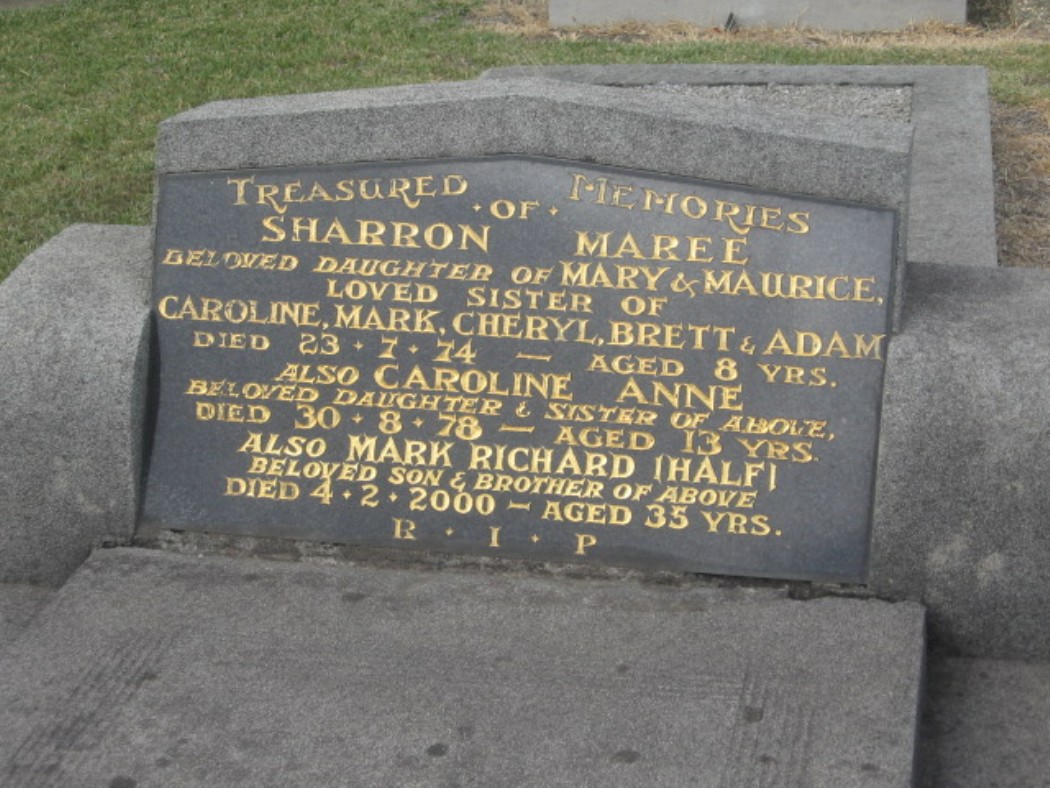 TREASURED MEMORIES
· OF ·
SHARRON MAREE
BELOVED DAUGHTER OF MARY & MAURICE,
LOVED SISTER OF
CAROLINE, MARK, CHERYL, BRETT & ADAM
DIED 23 · 7 · 74 — AGED 8 YRS.
ALSO CAROLINE ANNE
BELOVED DAUGHTER & SISTER OF ABOVE,
DIED 30 · 8 · 78 — AGED 13 YRS.
ALSO MARK RICHARD (HALF)
BELOVED SON & BROTHER OF ABOVE
DIED 4 · 2 · 2000 — AGED 35 YRS.
R · I · P